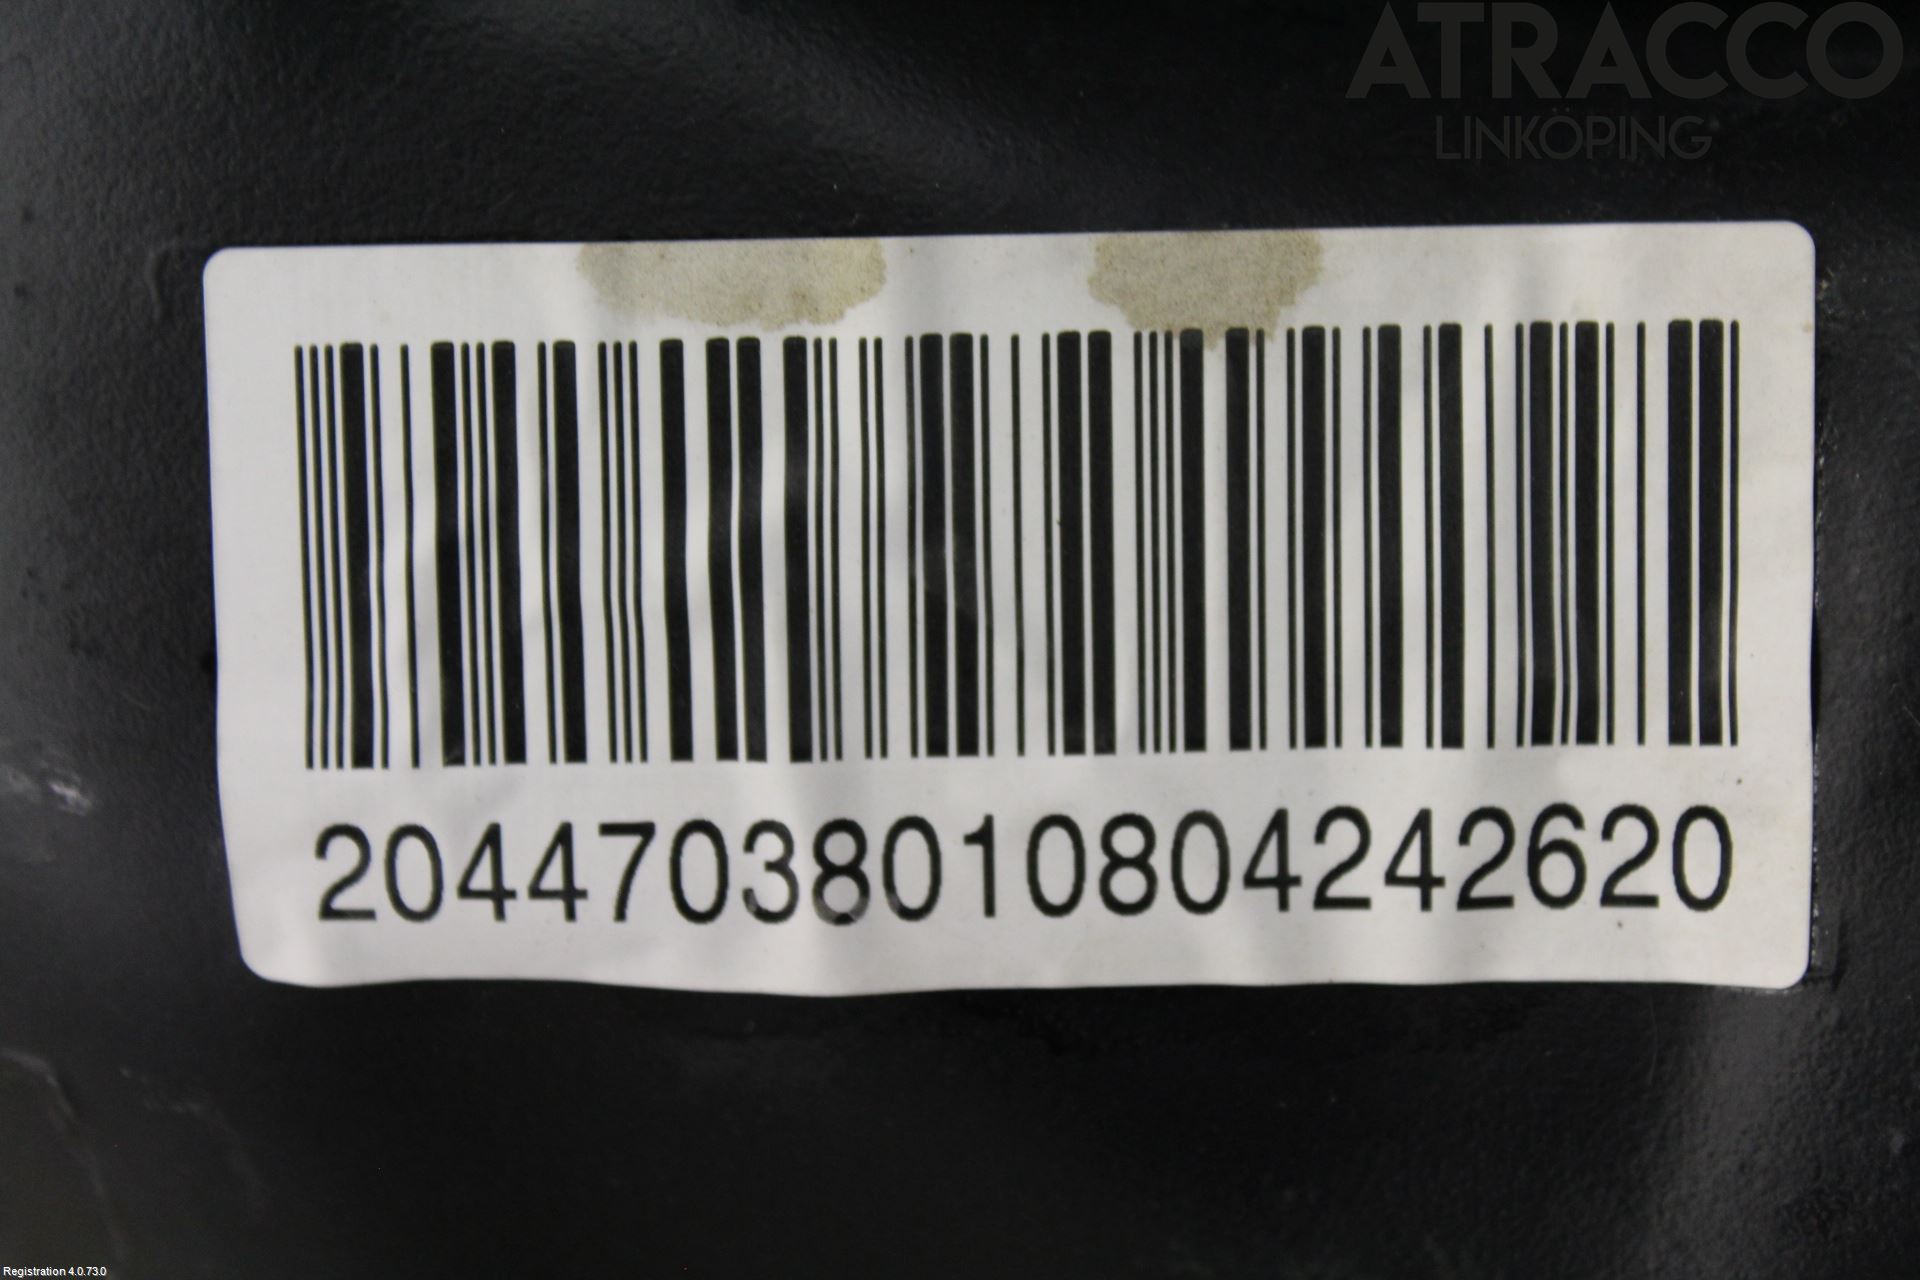 ATRACCO
LINKÖPING
20447038010804242620
Registration 4.0.73.0